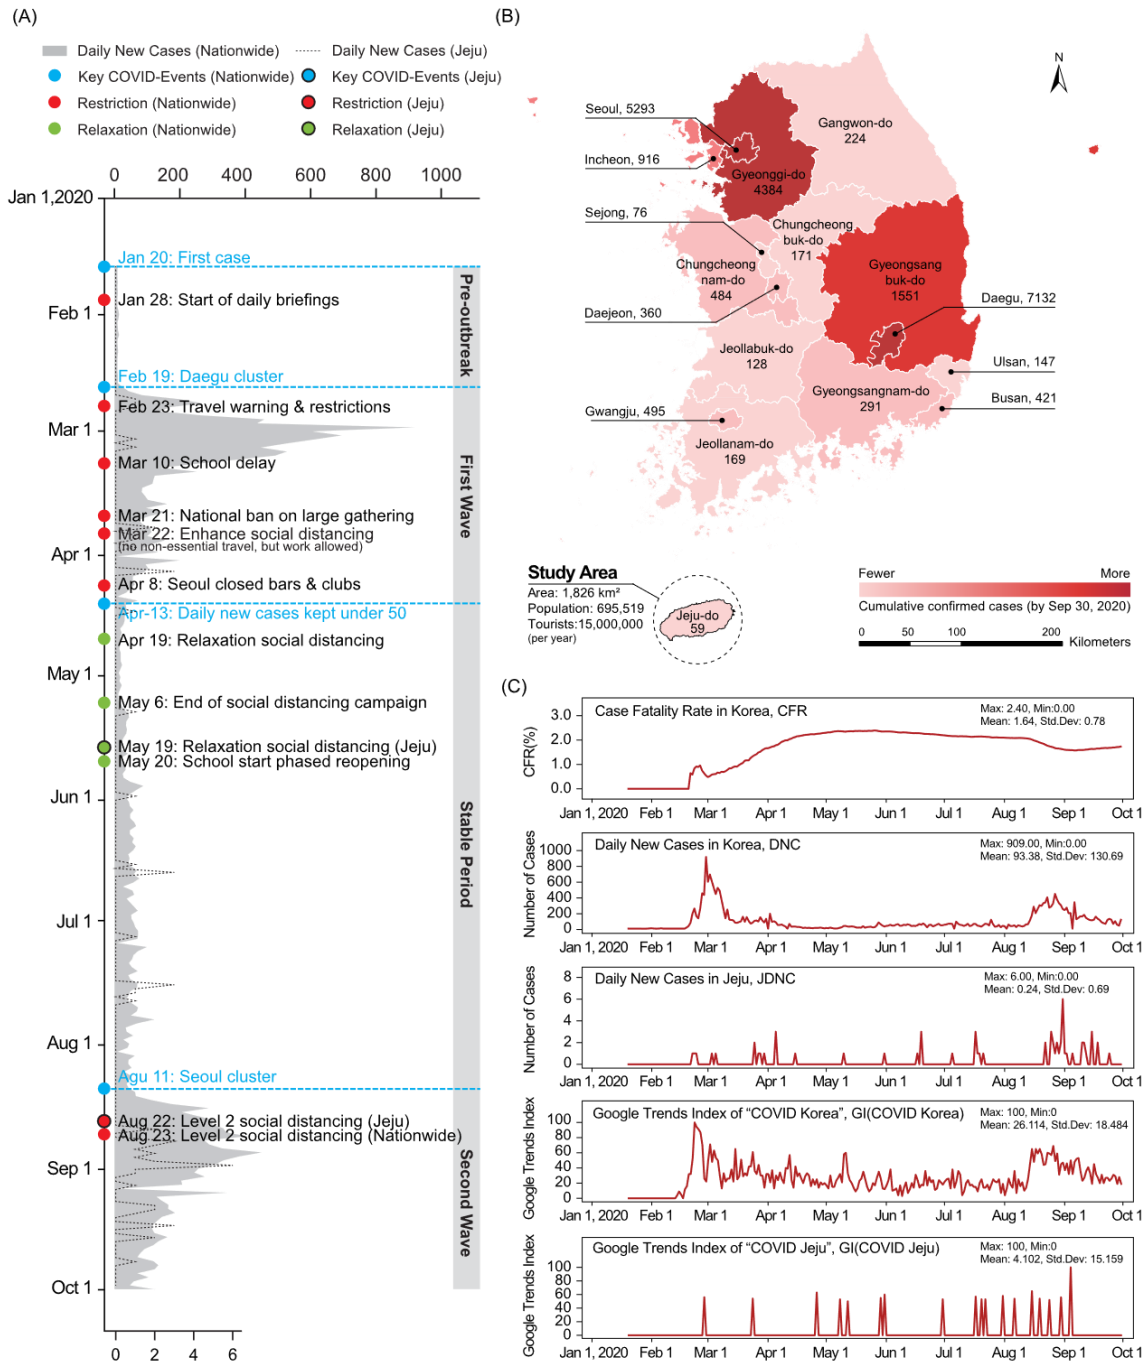 (A)
Daily New Cases (Nationwide)
Daily New Cases (Jeju)
Key COVID-Events (Nationwide)
Key COVID-Events (Jeju)
Restriction (Nationwide)
Restriction (Jeju)
Relaxation (Nationwide)
Relaxation (Jeju)
0 200 400 600 800 1000
Jan 1,2020
Jan 20: First case
Jan 28: Start of daily briefings
Feb 1
Pre-outbreak
Feb 19: Daegu cluster
Feb 23: Travel warning & restrictions
Mar 1
Mar 10: School delay
First Wave
Mar 21: National ban on large gathering
Mar 22: Enhance social distancing
(no non-essential travel, but work allowed)
Apr 1
Apr 8: Seoul closed bars & clubs
Apr-13: Daily new cases kept under 50
Apr 19: Relaxation social distancing
May 1
May 6: End of social distancing campaign
May 19: Relaxation social distancing (Jeju)
May 20: School start phased reopening
Jun 1
Stable Period
Jul 1
Aug 1
Agu 11: Seoul cluster
Aug 22: Level 2 social distancing (Jeju)
Aug 23: Level 2 social distancing (Nationwide)
Sep 1
Second Wave
Oct 1
0 2 4 6
(B)
N
Seoul, 5293
Gangwon-do
224
Incheon, 916
Gyeonggi-do
4384
Sejong, 76
Chungcheong
buk-do
171
Chungcheong
nam-do
484
Gyeongsang
buk-do
1551
Daegu, 7132
Daejeon, 360
Jeollabuk-do
128
Ulsan, 147
Gyeongsangnam-do
291
Busan, 421
Gwangju, 495
Jeollanam-do
169
Study Area
Area: 1,826 km²
Population: 695,519
Tourists:15,000,000
(per year)
Jeju-do
59
Fewer More
Cumulative confirmed cases (by Sep 30, 2020)
0 50 100 200
Kilometers
(C)
Case Fatality Rate in Korea, CFR
Max: 2.40, Min:0.00
Mean: 1.64, Std.Dev: 0.78
CFR(%)
3.0
2.0
1.0
0.0
Jan 1, 2020 Feb 1 Mar 1 Apr 1 May 1 Jun 1 Jul 1 Aug 1 Sep 1 Oct 1
Daily New Cases in Korea, DNC
Max: 909.00, Min:0.00
Mean: 93.38, Std.Dev: 130.69
Number of Cases
1000
800
600
400
200
0
Jan 1, 2020 Feb 1 Mar 1 Apr 1 May 1 Jun 1 Jul 1 Aug 1 Sep 1 Oct 1
Daily New Cases in Jeju, JDNC
Max: 6.00, Min:0.00
Mean: 0.24, Std.Dev: 0.69
Number of Cases
8
6
4
2
0
Jan 1, 2020 Feb 1 Mar 1 Apr 1 May 1 Jun 1 Jul 1 Aug 1 Sep 1 Oct 1
Google Trends Index of “COVID Korea”, GI(COVID Korea)
Max: 100, Min:0
Mean: 26.114, Std.Dev: 18.484
Google Trends Index
100
80
60
40
20
0
Jan 1, 2020 Feb 1 Mar 1 Apr 1 May 1 Jun 1 Jul 1 Aug 1 Sep 1 Oct 1
Google Trends Index of “COVID Jeju”, GI(COVID Jeju)
Max: 100, Min:0
Mean: 4.102, Std.Dev: 15.159
Google Trends Index
100
80
60
40
20
0
Jan 1, 2020 Feb 1 Mar 1 Apr 1 May 1 Jun 1 Jul 1 Aug 1 Sep 1 Oct 1